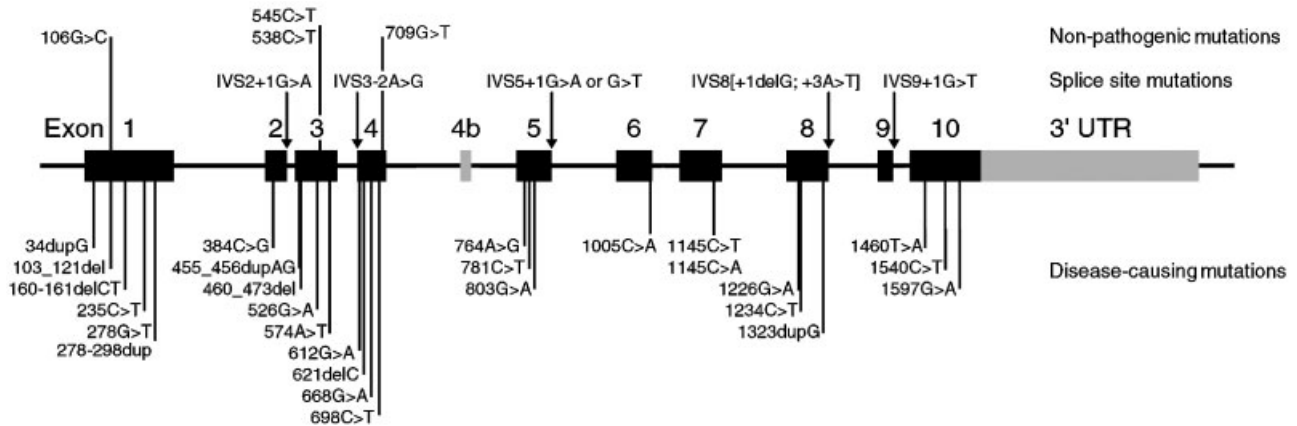 545C>T
106G>C 538C>T 709G>T Non-pathogenic mutations
IVS2+1G>A IVS3-2A>G IVS5+1G>A or G>T IVS8[+1delG; +3A>T] IVS9+1G>T Splice site mutations
Exon 1 2 3 4 4b 5 6 7 8 9 10 3' UTR
34dupG 384C>G 764A>G 1005C>A 1145C>T 1460T>A
103_121del 455_456dupAG 781C>T 1145C>A 1540C>T Disease-causing mutations
160-161delCT 460_473del 803G>A 1226G>A 1597G>A
235C>T 526G>A 1234C>T
278G>T 574A>T 1323dupG
278-298dup 612G>A
621delC
668G>A
698C>T